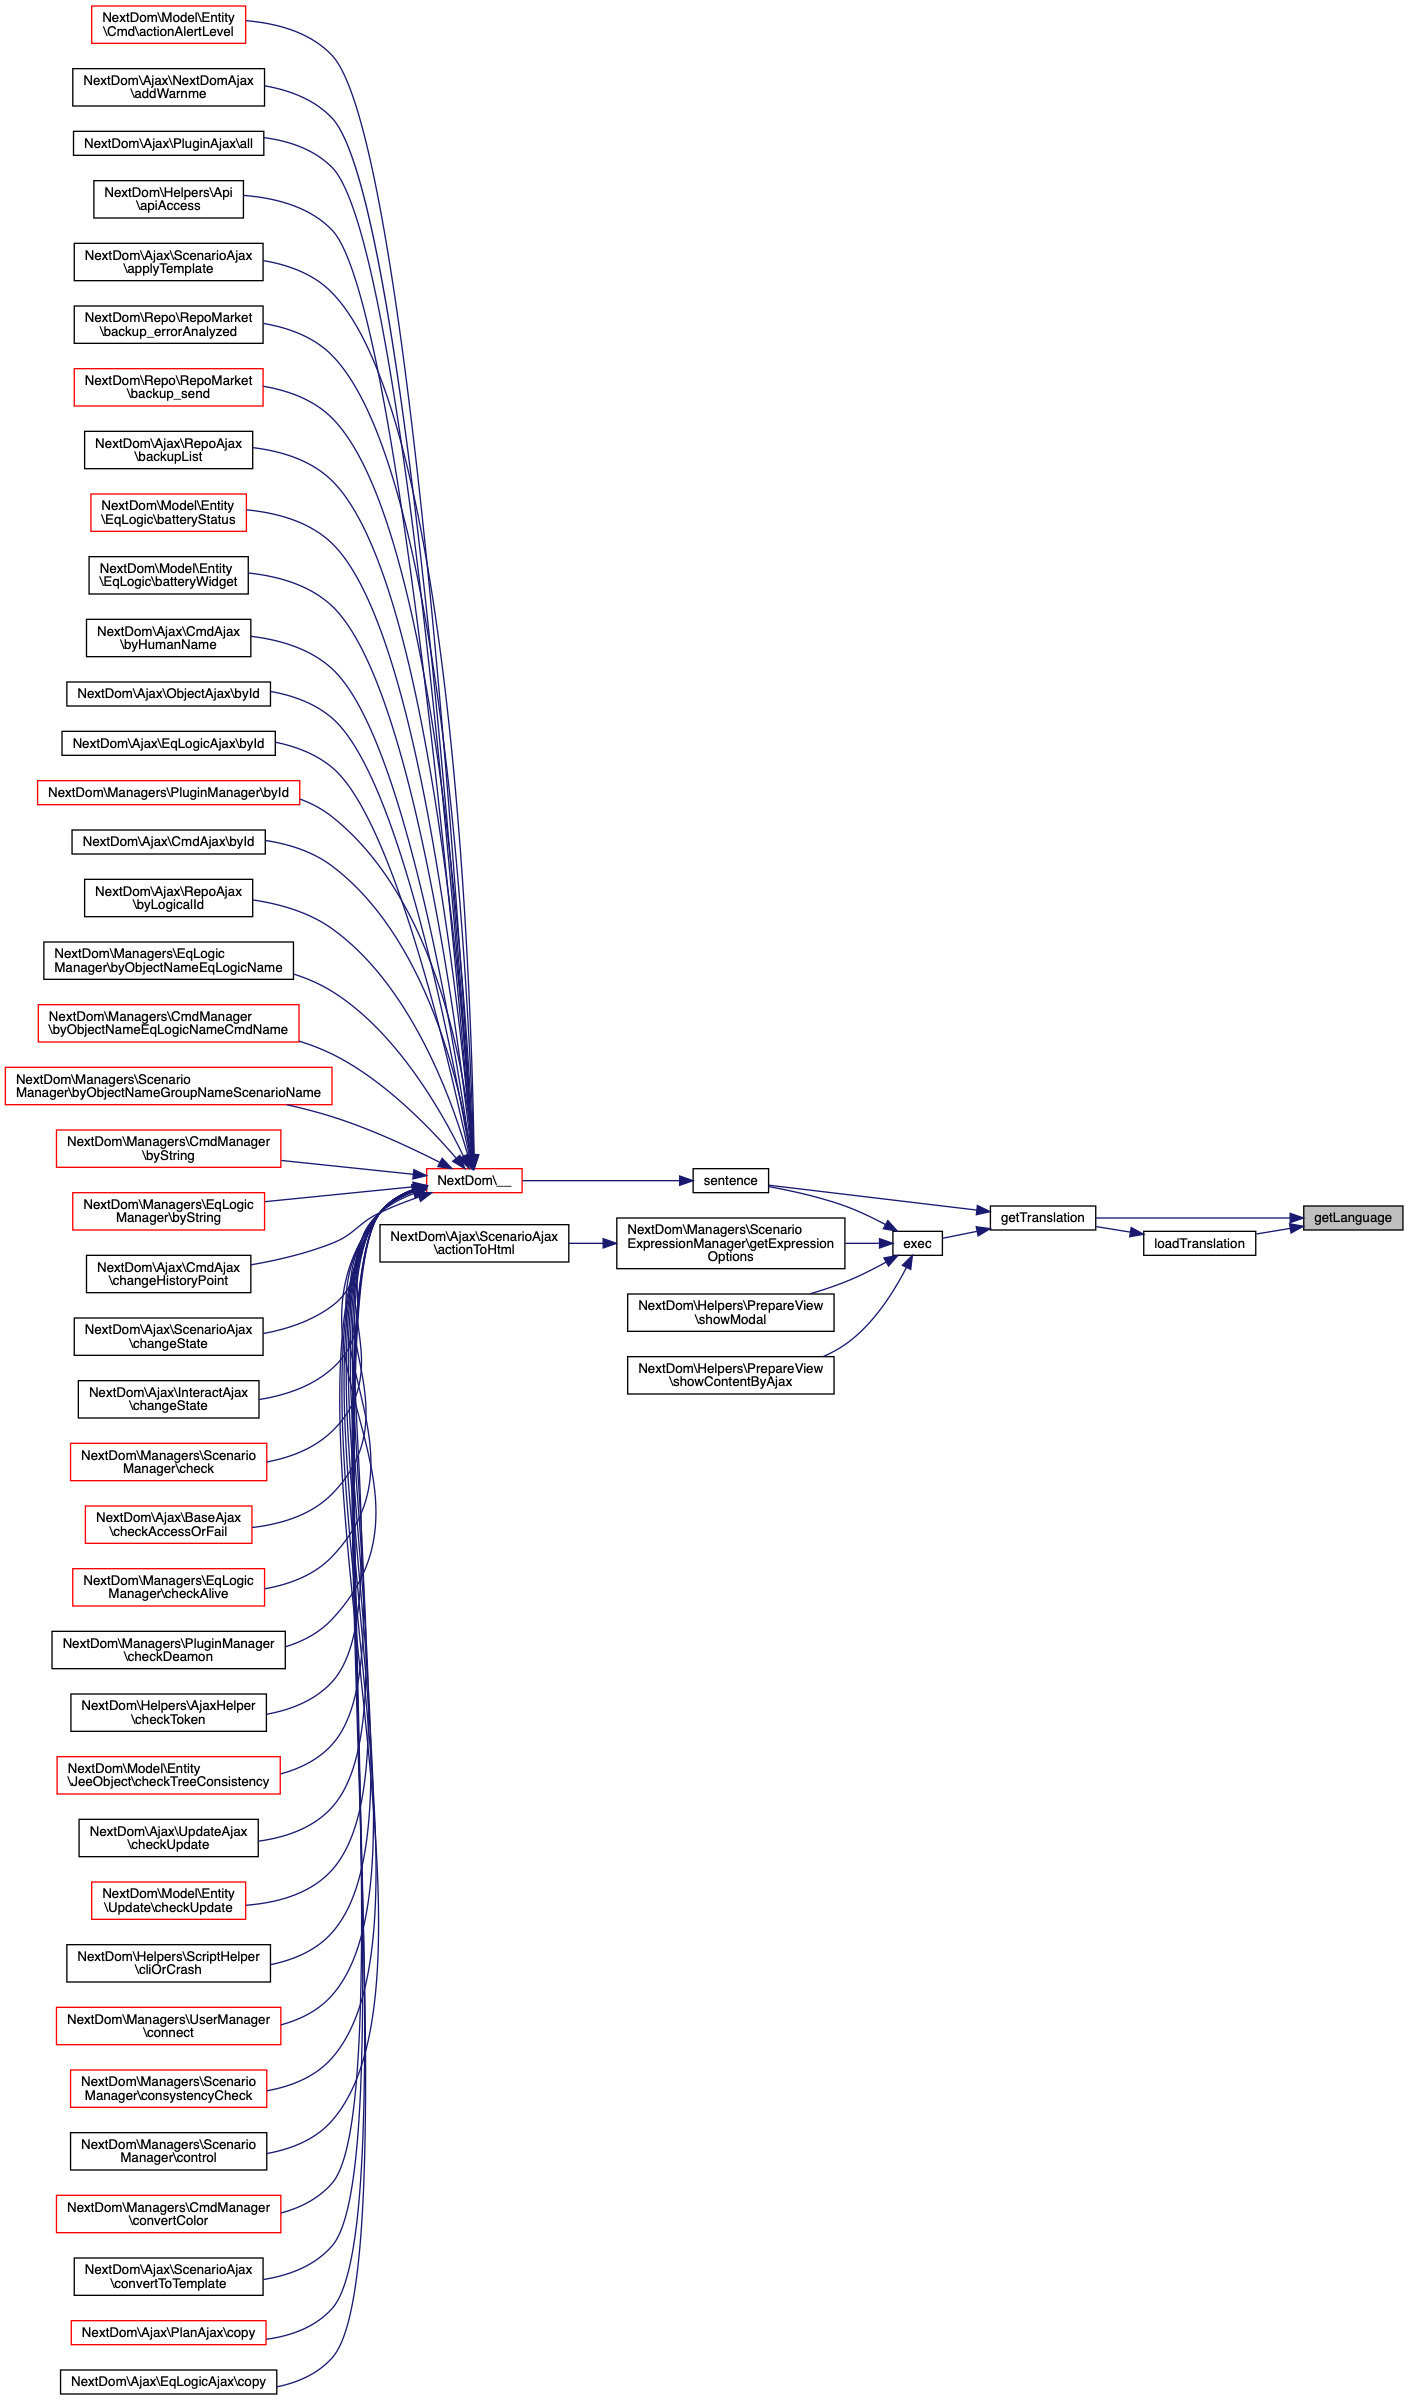 NextDom\Model\Entity
\Cmd\actionAlertLevel
NextDom\Ajax\NextDomAjax
\addWarnme
NextDom\Ajax\PluginAjax\all
NextDom\Helpers\Api
\apiAccess
NextDom\Ajax\ScenarioAjax
\applyTemplate
NextDom\Repo\RepoMarket
\backup_errorAnalyzed
NextDom\Repo\RepoMarket
\backup_send
NextDom\Ajax\RepoAjax
\backupList
NextDom\Model\Entity
\EqLogic\batteryStatus
NextDom\Model\Entity
\EqLogic\batteryWidget
NextDom\Ajax\CmdAjax
\byHumanName
NextDom\Ajax\ObjectAjax\byId
NextDom\Ajax\EqLogicAjax\byId
NextDom\Managers\PluginManager\byId
NextDom\Ajax\CmdAjax\byId
NextDom\Ajax\RepoAjax
\byLogicalId
NextDom\Managers\EqLogic
Manager\byObjectNameEqLogicName
NextDom\Managers\CmdManager
\byObjectNameEqLogicNameCmdName
NextDom\Managers\Scenario
Manager\byObjectNameGroupNameScenarioName
NextDom\Managers\CmdManager
\byString
NextDom\Managers\EqLogic
Manager\byString
NextDom\Ajax\CmdAjax
\changeHistoryPoint
NextDom\Ajax\ScenarioAjax
\changeState
NextDom\Ajax\InteractAjax
\changeState
NextDom\Managers\Scenario
Manager\check
NextDom\Ajax\BaseAjax
\checkAccessOrFail
NextDom\Managers\EqLogic
Manager\checkAlive
NextDom\Managers\PluginManager
\checkDeamon
NextDom\Helpers\AjaxHelper
\checkToken
NextDom\Model\Entity
\JeeObject\checkTreeConsistency
NextDom\Ajax\UpdateAjax
\checkUpdate
NextDom\Model\Entity
\Update\checkUpdate
NextDom\Helpers\ScriptHelper
\cliOrCrash
NextDom\Managers\UserManager
\connect
NextDom\Managers\Scenario
Manager\consystencyCheck
NextDom\Managers\Scenario
Manager\control
NextDom\Managers\CmdManager
\convertColor
NextDom\Ajax\ScenarioAjax
\convertToTemplate
NextDom\Ajax\PlanAjax\copy
NextDom\Ajax\EqLogicAjax\copy
NextDom\__
NextDom\Ajax\ScenarioAjax
\actionToHtml
sentence
NextDom\Managers\Scenario
ExpressionManager\getExpression
Options
NextDom\Helpers\PrepareView
\showModal
NextDom\Helpers\PrepareView
\showContentByAjax
exec
getTranslation
loadTranslation
getLanguage